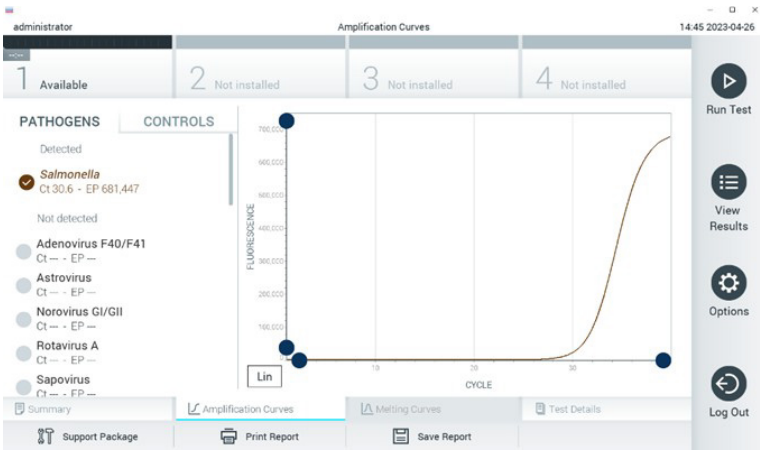 administrator
Amplification Curves
14:45 2023-04-26
1 Available
2 Not installed
3 Not installed
4 Not installed
Run Test
View
Results
Options
Log Out
PATHOGENS
CONTROLS
Detected
Salmonella
Ct 30.6 - EP 681,447
Not detected
Adenovirus F40/F41
Ct -- - EP --
Astrovirus
Ct -- - EP --
Norovirus GI/GII
Ct -- - EP --
Rotavirus A
Ct -- - EP --
Sapovirus
Ct -- - EP --
FLUORESCENCE
700,000
600,000
500,000
400,000
300,000
200,000
100,000
10
20
30
CYCLE
Lin
Summary
Amplification Curves
Melting Curves
Test Details
Support Package
Print Report
Save Report